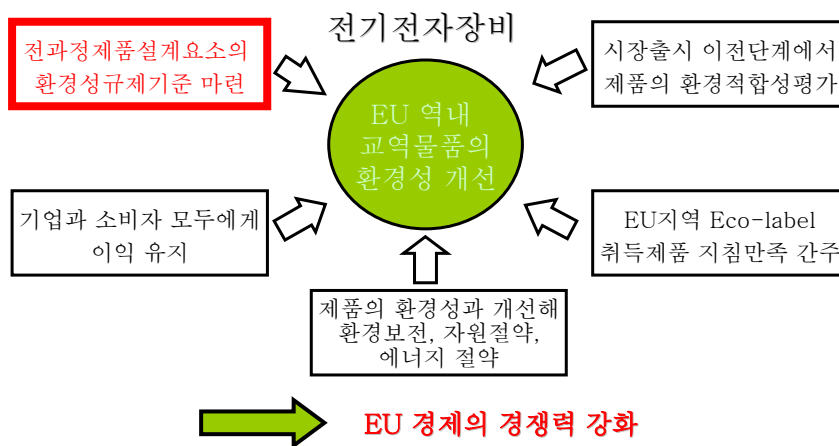 전기전자장비
전과정제품설계요소의
환경성규제기준 마련
시장출시 이전단계에서
제품의 환경적합성평가
EU 역내
교역물품의
환경성 개선
기업과 소비자 모두에게
이익 유지
EU지역 Eco-label
취득제품 지침만족 간주
제품의 환경성과 개선해
환경보전, 자원절약,
에너지 절약
EU 경제의 경쟁력 강화